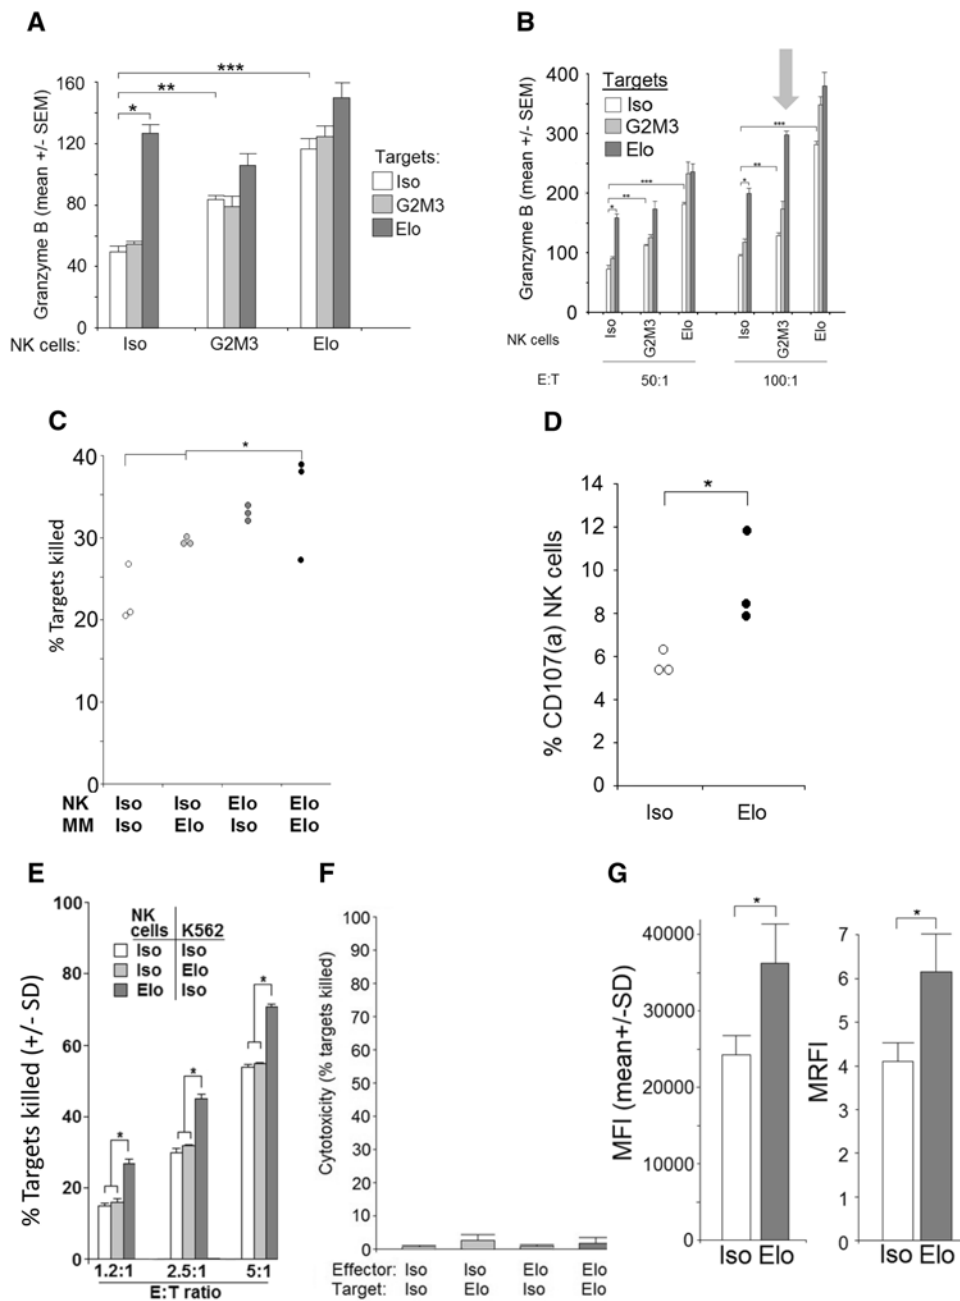 A
***
**
*
Granzyme B (mean +/- SEM)
160
120
80
40
0
Targets:
Iso
G2M3
Elo
NK cells:
Iso
G2M3
Elo
B
Granzyme B (mean +/- SEM)
400
300
200
100
0
Targets
Iso
G2M3
Elo
***
**
*
***
**
*
NK cells
Iso
G2M3
Elo
Iso
G2M3
Elo
E:T
50:1
100:1
C
% Targets killed
40
30
20
10
0
*
NK Iso Iso Elo Elo
MM Iso Elo Iso Elo
D
% CD107(a) NK cells
14
12
10
8
6
4
2
0
*
Iso Elo
E
% Targets killed (+/- SD)
100
80
60
40
20
0
NK
cells K562
Iso Iso
Iso Elo
Elo Iso
*
*
*
1.2:1 2.5:1 5:1
E:T ratio
F
Cytotoxicity (% targets killed)
100
90
80
70
60
50
40
30
20
10
0
Effector: Iso Iso Elo Elo
Target: Iso Elo Iso Elo
G
MFI (mean+/-SD)
40000
30000
20000
10000
0
*
Iso Elo
MRFI
7
6
5
4
3
2
1
0
*
Iso Elo